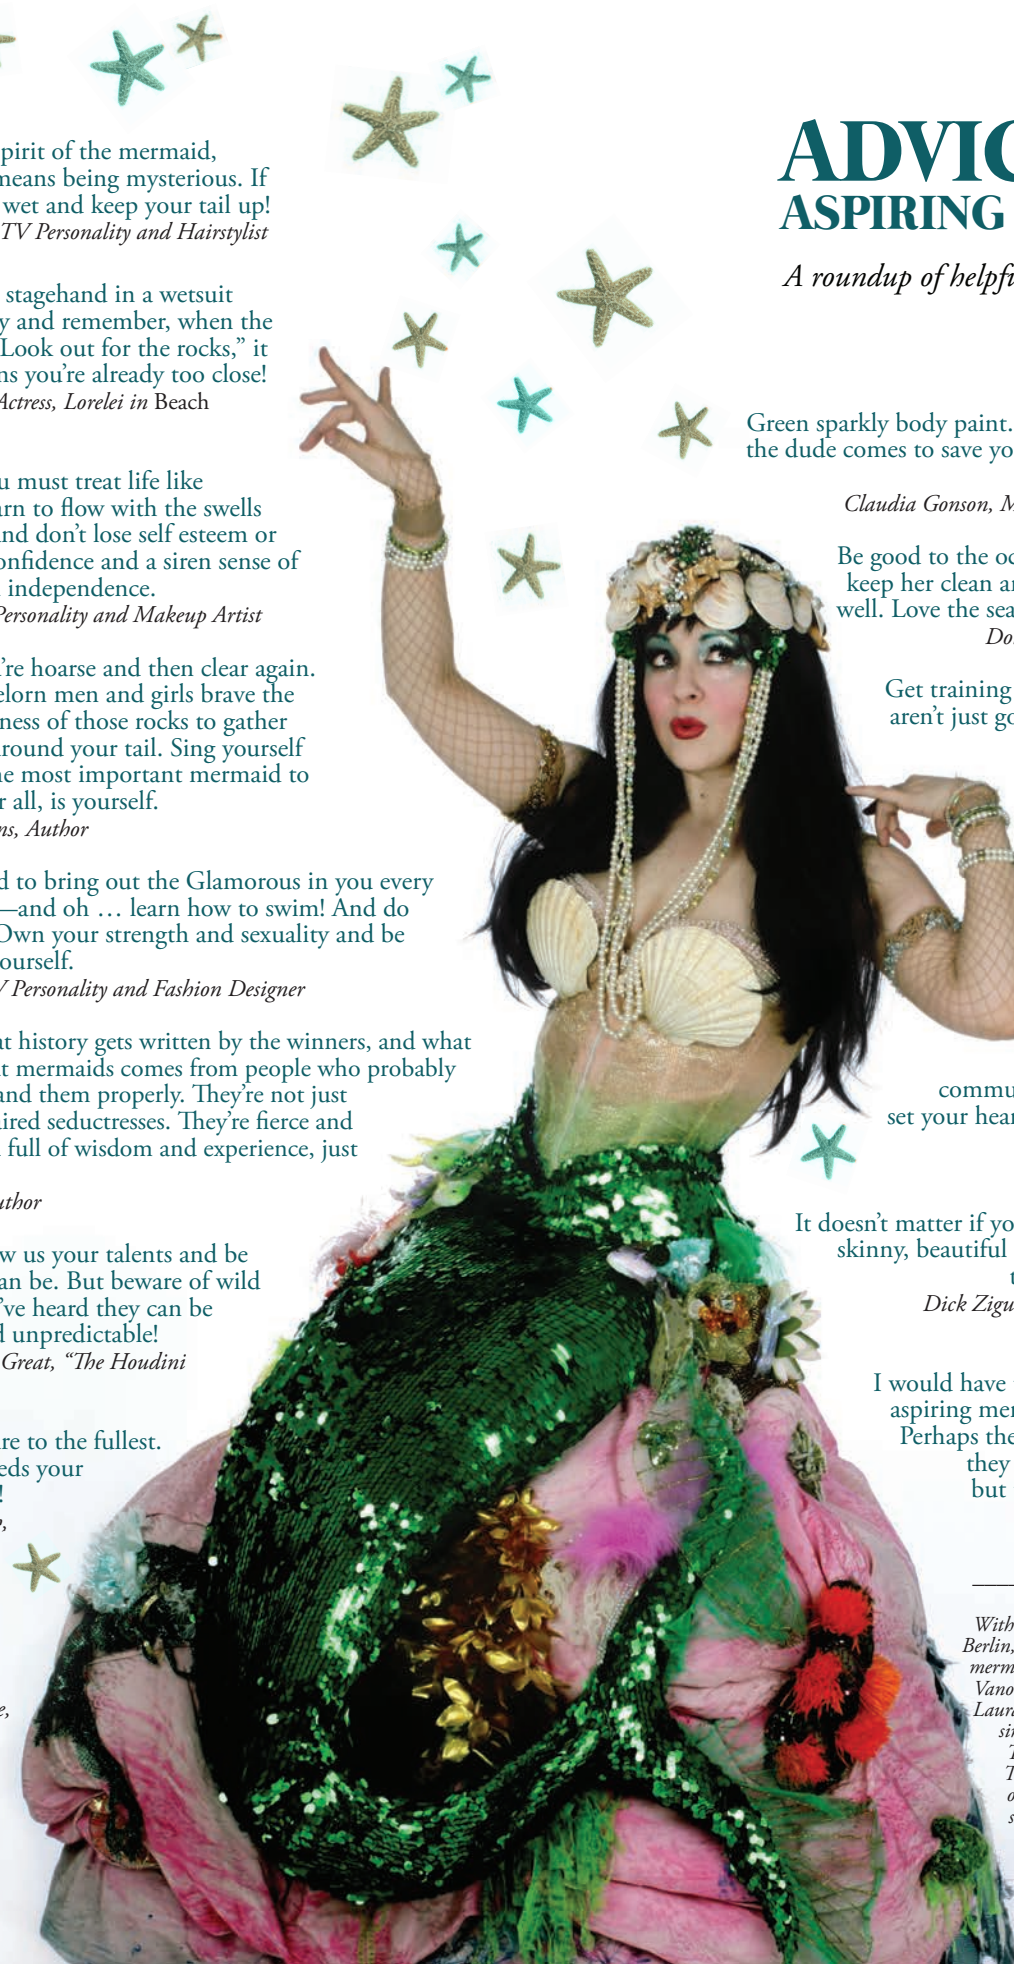 pirit of the mermaid,
means being mysterious. If
wet and keep your tail up!
TV Personality and Hairstylist
stagehand in a wetsuit
y and remember, when the
Look out for the rocks,” it
ns you’re already too close!
Actress, Lorelei in Beach
u must treat life like
arn to flow with the swells
and don’t lose self esteem or
onfidence and a siren sense of
independence.
Personality and Makeup Artist
’re hoarse and then clear again.
elorn men and girls brave the
ness of those rocks to gather
around your tail. Sing yourself
he most important mermaid to
r all, is yourself.
ns, Author
d to bring out the Glamorous in you every
—and oh … learn how to swim! And do
Own your strength and sexuality and be
ourself.
V Personality and Fashion Designer
at history gets written by the winners, and what
t mermaids comes from people who probably
and them properly. They’re not just
aired seductresses. They’re fierce and
full of wisdom and experience, just
uthor
w us your talents and be
an be. But beware of wild
’ve heard they can be
d unpredictable!
Great, “The Houdini
re to the fullest.
eds your
!
,
e,
ADVIC
ASPIRING
A roundup of helpfu
Green sparkly body paint.
the dude comes to save yo
Claudia Gonson, M
Be good to the oc
keep her clean an
well. Love the sea
Do
Get training
aren’t just go
commu
set your hear
It doesn’t matter if yo
skinny, beautiful
t
Dick Zigu
I would have
aspiring mer
Perhaps the
they
but
With
Berlin,
merm
Vano
Laura
sin
T
T
o
s